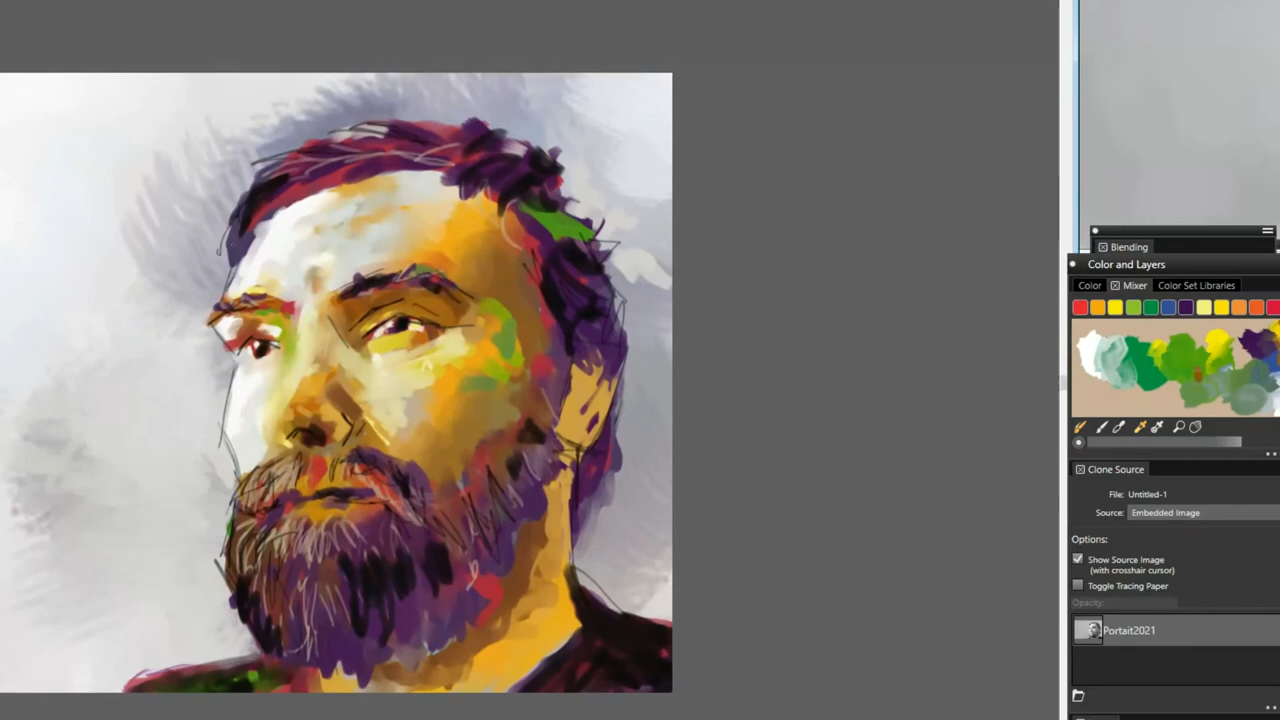 Blending
Color and Layers
Color
Mixer
Color Set Libraries
Clone Source
File: Untitled-1
Source: Embedded Image
Options:
Show Source Image
(with crosshair cursor)
Toggle Tracing Paper
Opacity:
Portait2021